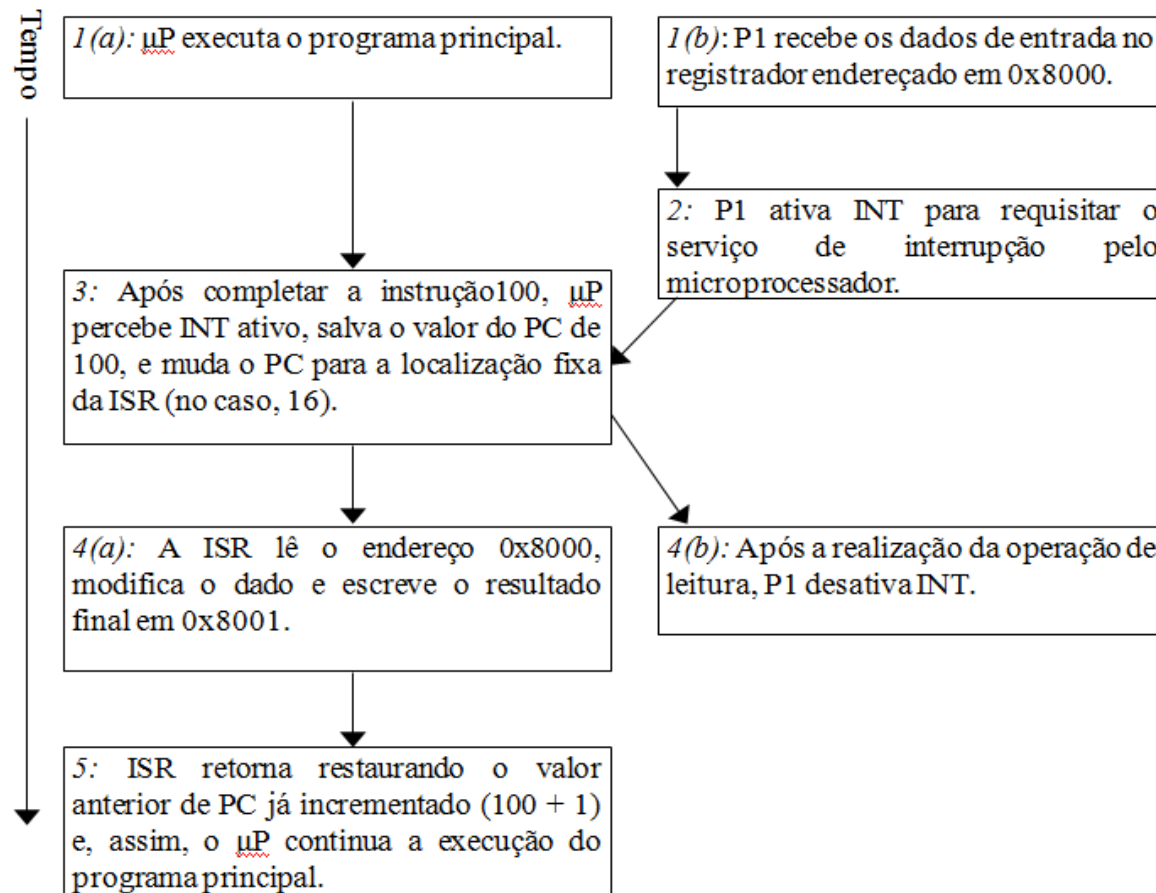 Tempo
1(a): µP executa o programa principal.
1(b): P1 recebe os dados de entrada no
registrador endereçado em 0x8000.
2: P1 ativa INT para requisitar o
serviço de interrupção pelo
microprocessador.
3: Após completar a instrução100, µP
percebe INT ativo, salva o valor do PC de
100, e muda o PC para a localização fixa
da ISR (no caso, 16).
4(a): A ISR lê o endereço 0x8000,
modifica o dado e escreve o resultado
final em 0x8001.
4(b): Após a realização da operação de
leitura, P1 desativa INT.
5: ISR retorna restaurando o valor
anterior de PC já incrementado (100 + 1)
e, assim, o µP continua a execução do
programa principal.